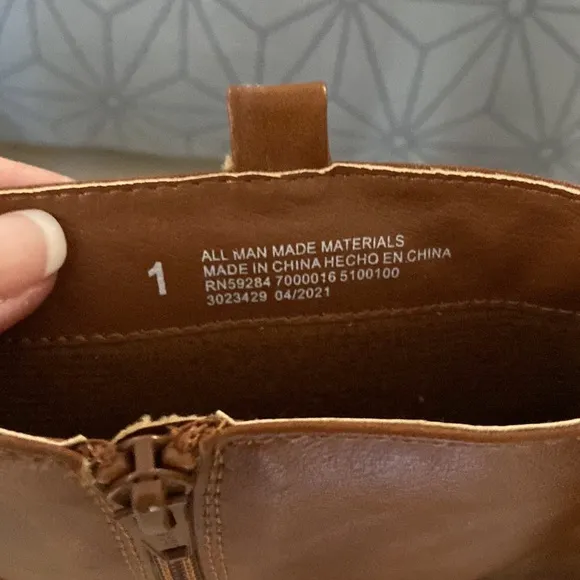 1
ALL MAN MADE MATERIALS
MADE IN CHINA HECHO EN CHINA
RN59284 7000016 5100100
3023429 04/2021